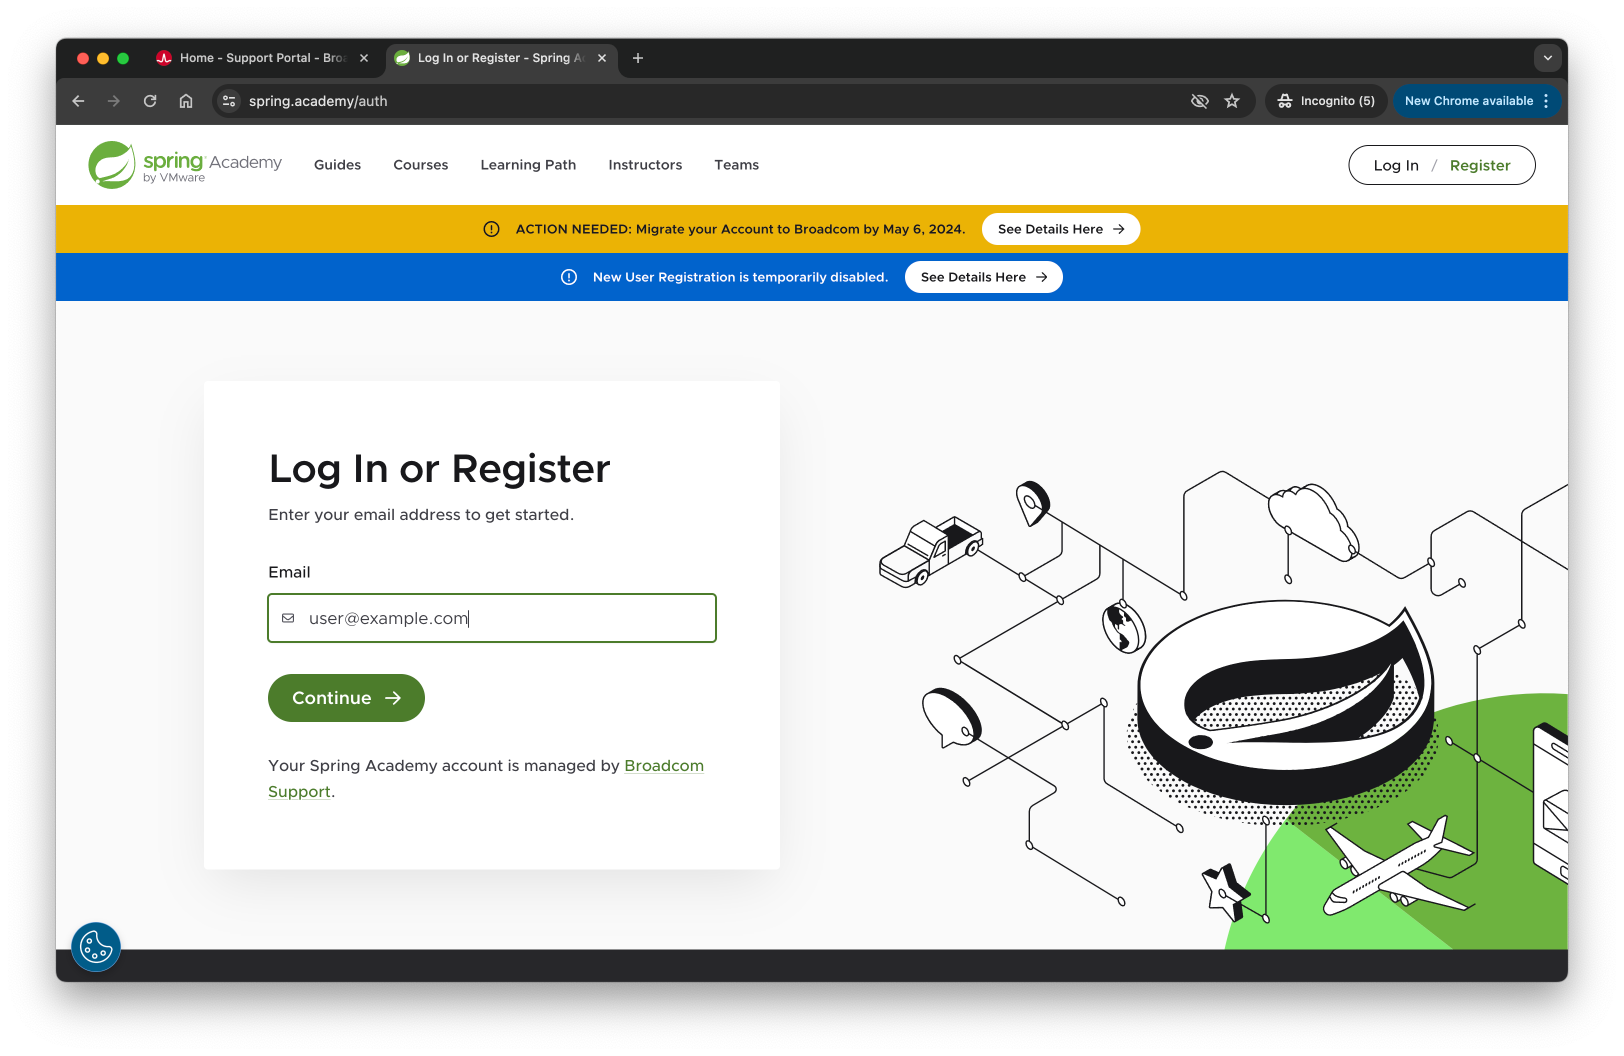 Home - Support Portal - Bro
Log In or Register - Spring A
spring.academy/auth
Incognito (5)
New Chrome available
spring Academy
by VMware
Guides
Courses
Learning Path
Instructors
Teams
Log In / Register
ACTION NEEDED: Migrate your Account to Broadcom by May 6, 2024.
See Details Here
New User Registration is temporarily disabled.
See Details Here
Log In or Register
Enter your email address to get started.
Email
user@example.com
Continue
Your Spring Academy account is managed by Broadcom
Support.